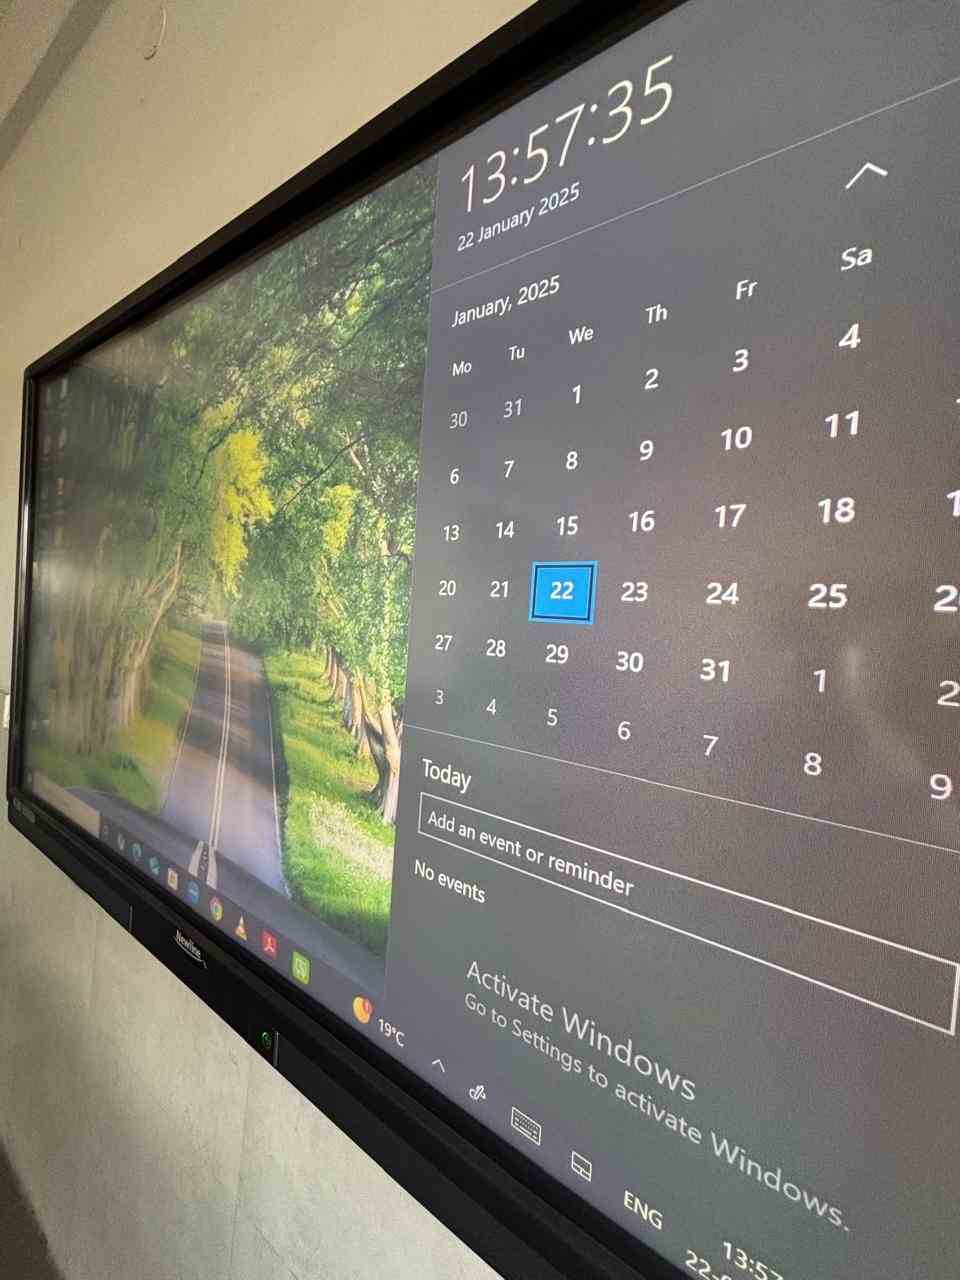 13:57:35
22 January 2025
January, 2025
Mo Tu We Th Fr Sa
30 31 1 2 3 4
6 7 8 9 10 11
13 14 15 16 17 18
20 21 22 23 24 25
27 28 29 30 31 1 2
3 4 5 6 7 8 9
Today
Add an event or reminder
No events
Activate Windows
Go to Settings to activate Windows.
Newline
19°C
ENG
13:57